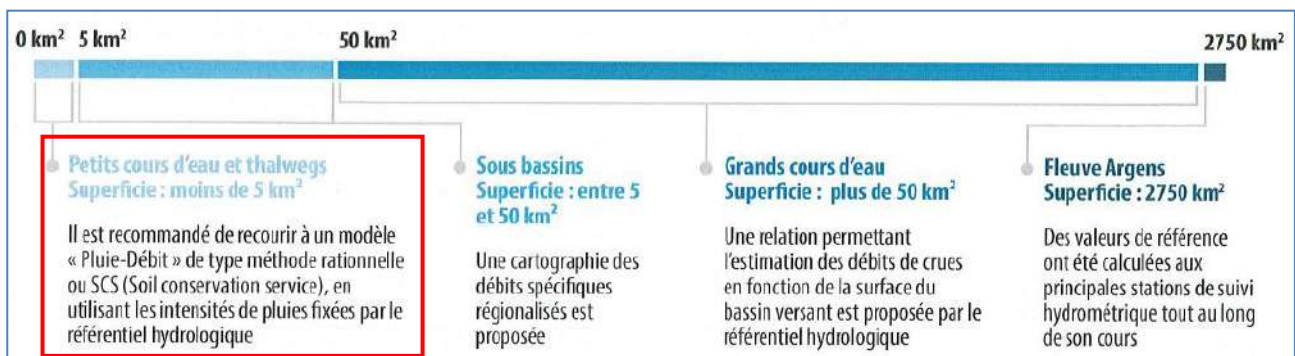 0 km² 5 km² 50 km² 2750 km²
Petits cours d'eau et thalwegs
Superficie : moins de 5 km²
Il est recommandé de recourir à un modèle
« Pluie-Débit » de type méthode rationnelle
ou SCS (Soil conservation service), en
utilisant les intensités de pluies fixées par le
référentiel hydrologique
Sous bassins
Superficie : entre 5
et 50 km²
Une cartographie des
débits spécifiques
régionalisés est
proposée
Grands cours d'eau
Superficie : plus de 50 km²
Une relation permettant
l'estimation des débits de crues
en fonction de la surface du
bassin versant est proposée par le
référentiel hydrologique
Fleuve Argens
Superficie : 2750 km²
Des valeurs de référence
ont été calculées aux
principales stations de suivi
hydrométrique tout au long
de son cours